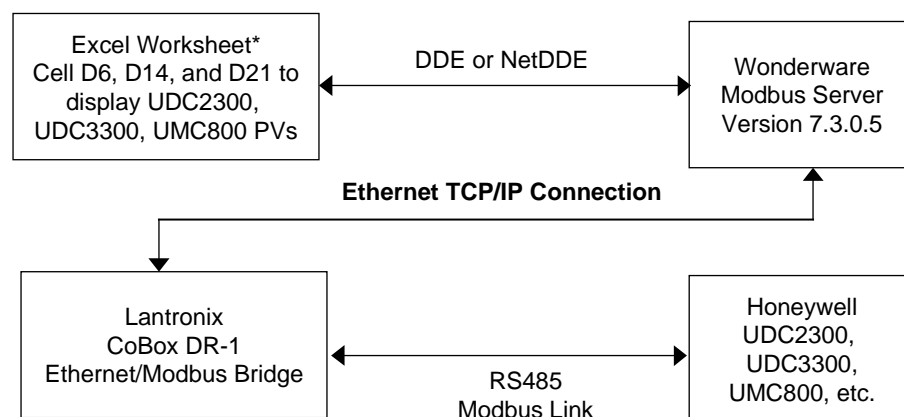 Excel Worksheet*
Cell D6, D14, and D21 to
display UDC2300,
UDC3300, UMC800 PVs
DDE or NetDDE
Wonderware
Modbus Server
Version 7.3.0.5
Ethernet TCP/IP Connection
Lantronix
CoBox DR-1
Ethernet/Modbus Bridge
RS485
Modbus Link
Honeywell
UDC2300,
UDC3300,
UMC800, etc.